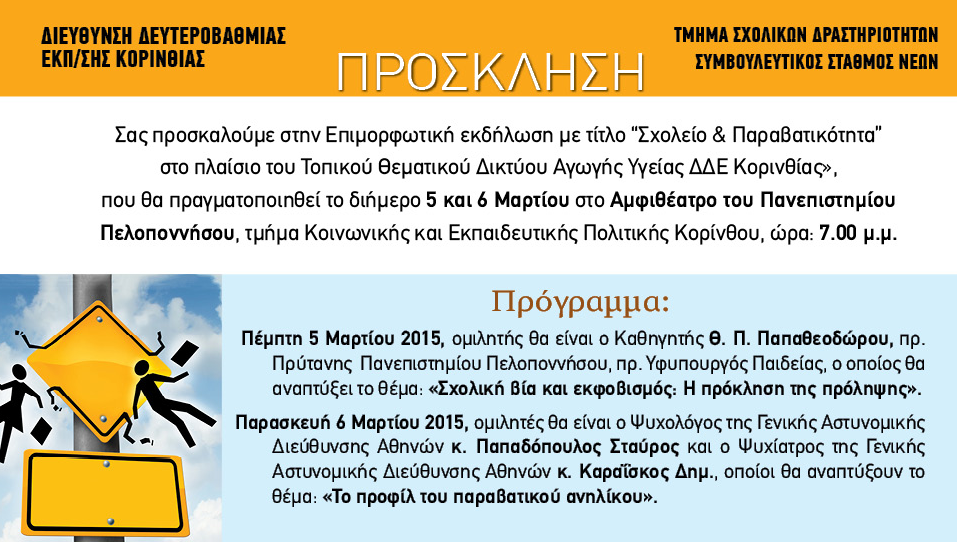 ΔΙΕΥΘΥΝΣΗ ΔΕΥΤΕΡΟΒΑΘΜΙΑΣ
ΕΚΠ/ΣΗΣ ΚΟΡΙΝΘΙΑΣ
ΠΡΟΣΚΛΗΣΗ
ΤΜΗΜΑ ΣΧΟΛΙΚΩΝ ΔΡΑΣΤΗΡΙΟΤΗΤΩΝ
ΣΥΜΒΟΥΛΕΥΤΙΚΟΣ ΣΤΑΘΜΟΣ ΝΕΩΝ
Σας προσκαλούμε στην Επιμορφωτική εκδήλωση με τίτλο “Σχολείο & Παραβατικότητα”
στο πλαίσιο του Τοπικού Θεματικού Δικτύου Αγωγής Υγείας ΔΔΕ Κορινθίας»,
που θα πραγματοποιηθεί το διήμερο 5 και 6 Μαρτίου στο Αμφιθέατρο του Πανεπιστημίου
Πελοποννήσου, τμήμα Κοινωνικής και Εκπαιδευτικής Πολιτικής Κορίνθου, ώρα: 7.00 μ.μ.
Πρόγραμμα:
Πέμπτη 5 Μαρτίου 2015, ομιλητής θα είναι ο Καθηγητής Θ. Π. Παπαθεοδώρου, πρ.
Πρύτανης Πανεπιστημίου Πελοποννήσου, πρ. Υφυπουργός Παιδείας, ο οποίος θα
αναπτύξει το θέμα: «Σχολική βία και εκφοβισμός: Η πρόκληση της πρόληψης».
Παρασκευή 6 Μαρτίου 2015, ομιλητές θα είναι ο Ψυχολόγος της Γενικής Αστυνομικής
Διεύθυνσης Αθηνών κ. Παπαδόπουλος Σταύρος και ο Ψυχίατρος της Γενικής
Αστυνομικής Διεύθυνσης Αθηνών κ. Καραΐσκος Δημ., οποίοι θα αναπτύξουν το
θέμα: «Το προφίλ του παραβατικού ανηλίκου».